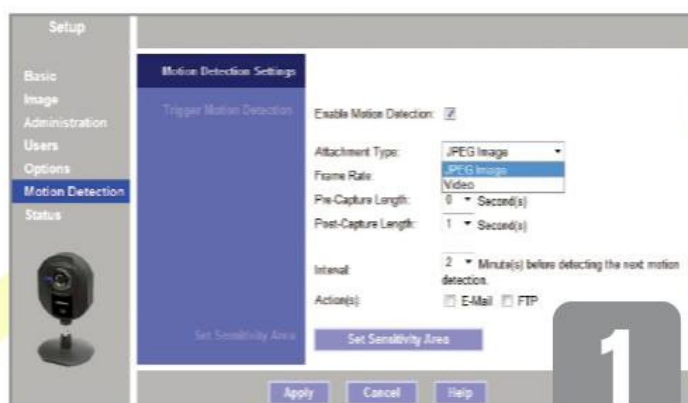 Setup
Basic
Image
Administration
Users
Options
Motion Detection
Status
Motion Detection Settings
Trigger Motion Detection
Enable Motion Detection:
Attachment Type: JPEG Image
JPEG Image
Frame Rate: Video
Pre-Capture Length: 0 Second(s)
Post-Capture Length: 1 Second(s)
Interval: 2 Minute(s) before detecting the next motion
detection.
Action(s): E-Mail FTP
Set Sensitivity Area
Set Sensitivity Area
Apply Cancel Help
1